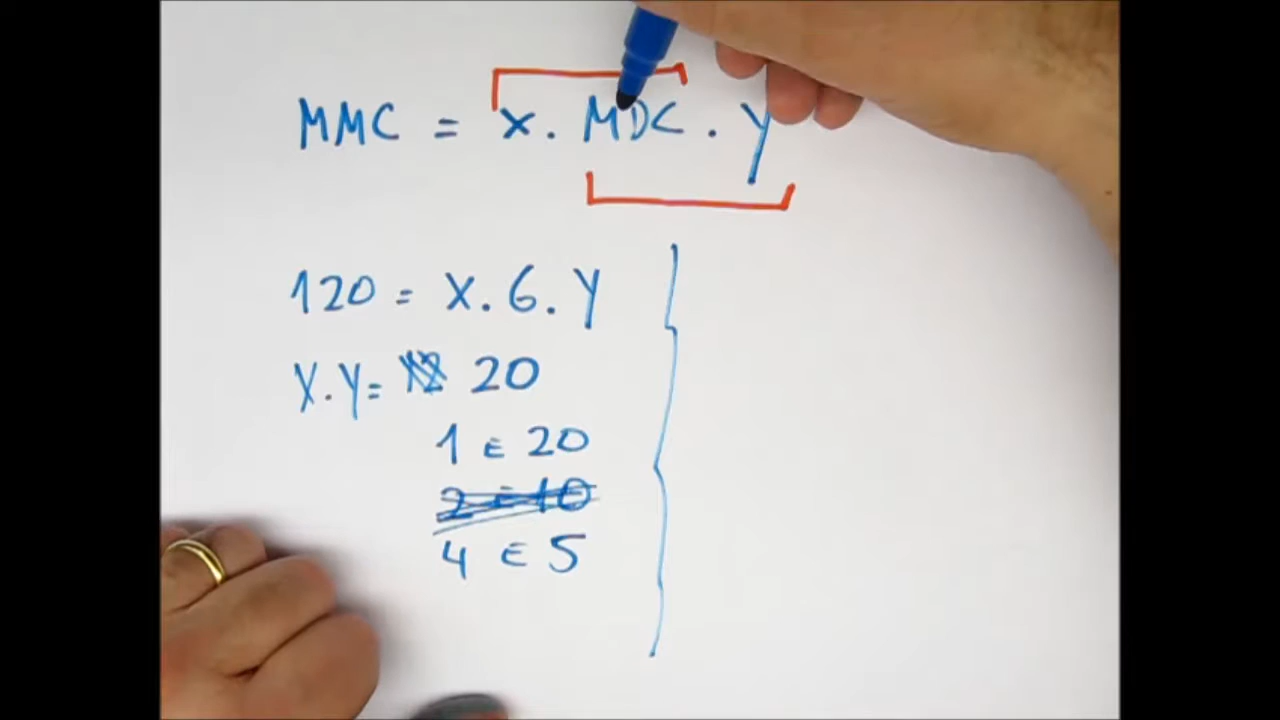 MMC = x . MDC . y
120 = x . 6 . y
x . y = 20
1 E 20
2 E 10
4 E 5